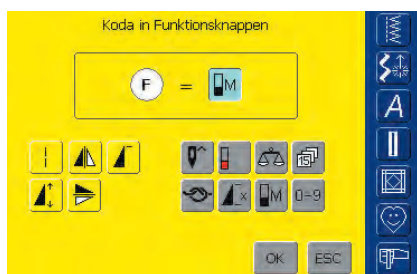 Koda in Funktionsknappen
F = M
A
15
x M 0=9
OK ESC